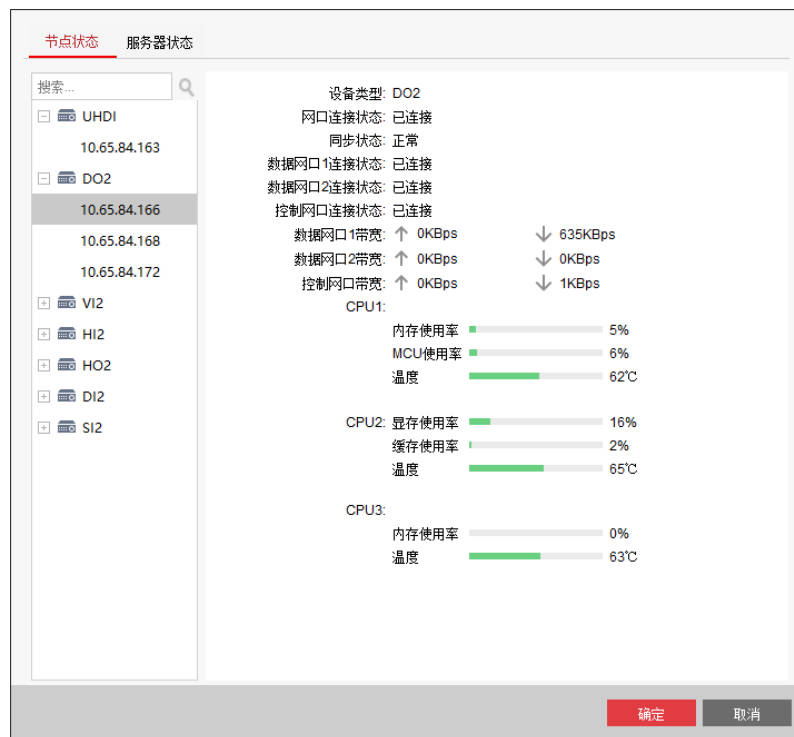 节点状态 服务器状态
搜索...
UHDI
10.65.84.163
DO2
10.65.84.166
10.65.84.168
10.65.84.172
VI2
HI2
HO2
DI2
SI2
设备类型: DO2
网口连接状态: 已连接
同步状态: 正常
数据网口1连接状态: 已连接
数据网口2连接状态: 已连接
控制网口连接状态: 已连接
数据网口1带宽: ↑ 0KBps ↓ 635KBps
数据网口2带宽: ↑ 0KBps ↓ 0KBps
控制网口带宽: ↑ 0KBps ↓ 1KBps
CPU1:
内存使用率 5%
MCU使用率 6%
温度 62℃
CPU2: 显存使用率 16%
缓存使用率 2%
温度 65℃
CPU3:
内存使用率 0%
温度 63℃
确定 取消